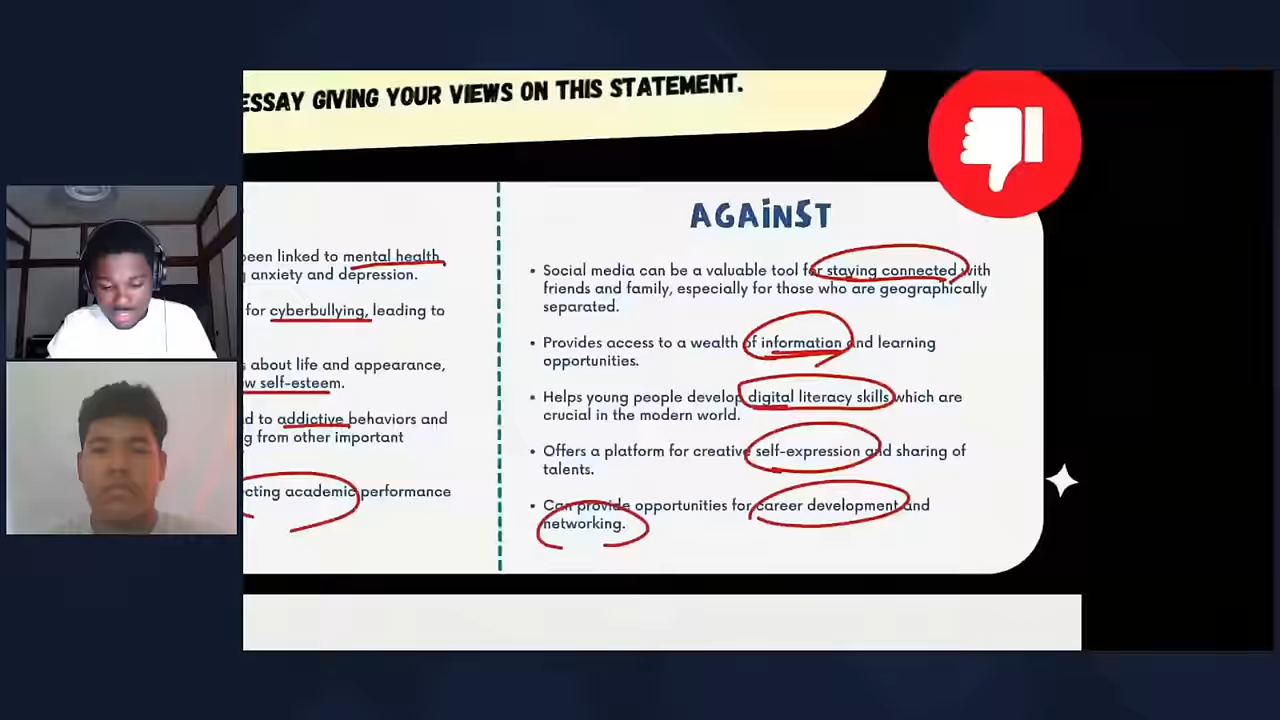 ESSAY GIVING YOUR VIEWS ON THIS STATEMENT.
been linked to mental health
anxiety and depression.
for cyberbullying, leading to
about life and appearance,
self-esteem.
to addictive behaviors and
from other important
academic performance
AGAINST
• Social media can be a valuable tool for staying connected with
friends and family, especially for those who are geographically
separated.
• Provides access to a wealth of information and learning
opportunities.
• Helps young people develop digital literacy skills which are
crucial in the modern world.
• Offers a platform for creative self-expression and sharing of
talents.
• Can provide opportunities for career development and
networking.